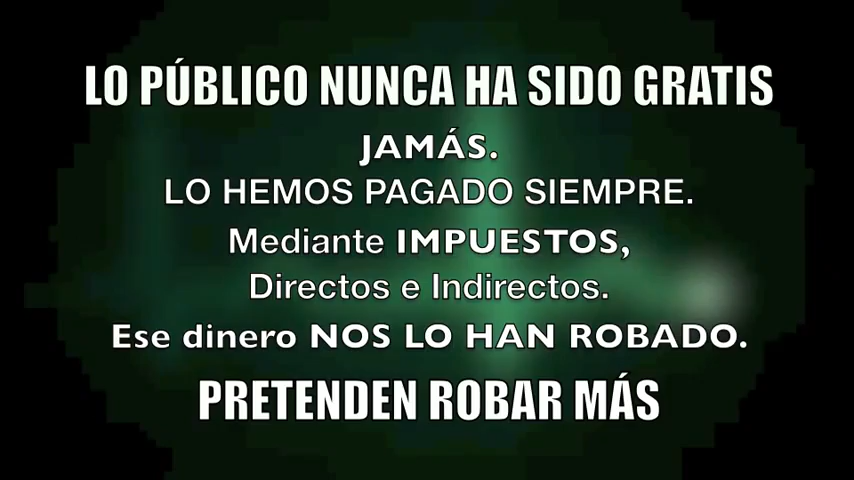 LO PÚBLICO NUNCA HA SIDO GRATIS
JAMÁS.
LO HEMOS PAGADO SIEMPRE.
Mediante IMPUESTOS,
Directos e Indirectos.
Ese dinero NOS LO HAN ROBADO.
PRETENDEN ROBAR MÁS